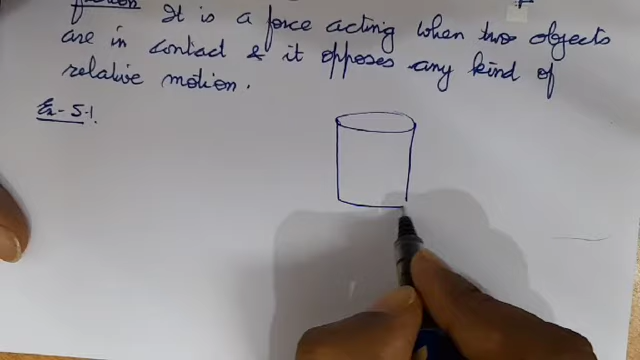 friction It is a force acting when two objects
are in contact & it opposes any kind of
relative motion.
Ex-5.1.